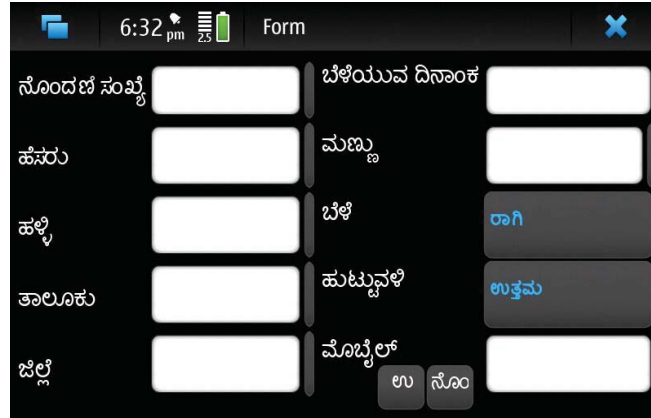 6:32 pm 2.5 Form
ನೊಂದಣಿ ಸಂಖ್ಯೆ
ಹೆಸರು
ಹಳ್ಳಿ
ತಾಲೂಕು
ಜಿಲ್ಲೆ
ಬೆಳೆಯುವ ದಿನಾಂಕ
ಮಣ್ಣು
ಬೆಳೆ ರಾಗಿ
ಹುಟ್ಟುವಳಿ ಉತ್ತಮ
ಮೊಬೈಲ್
ಉ ನೊಂ